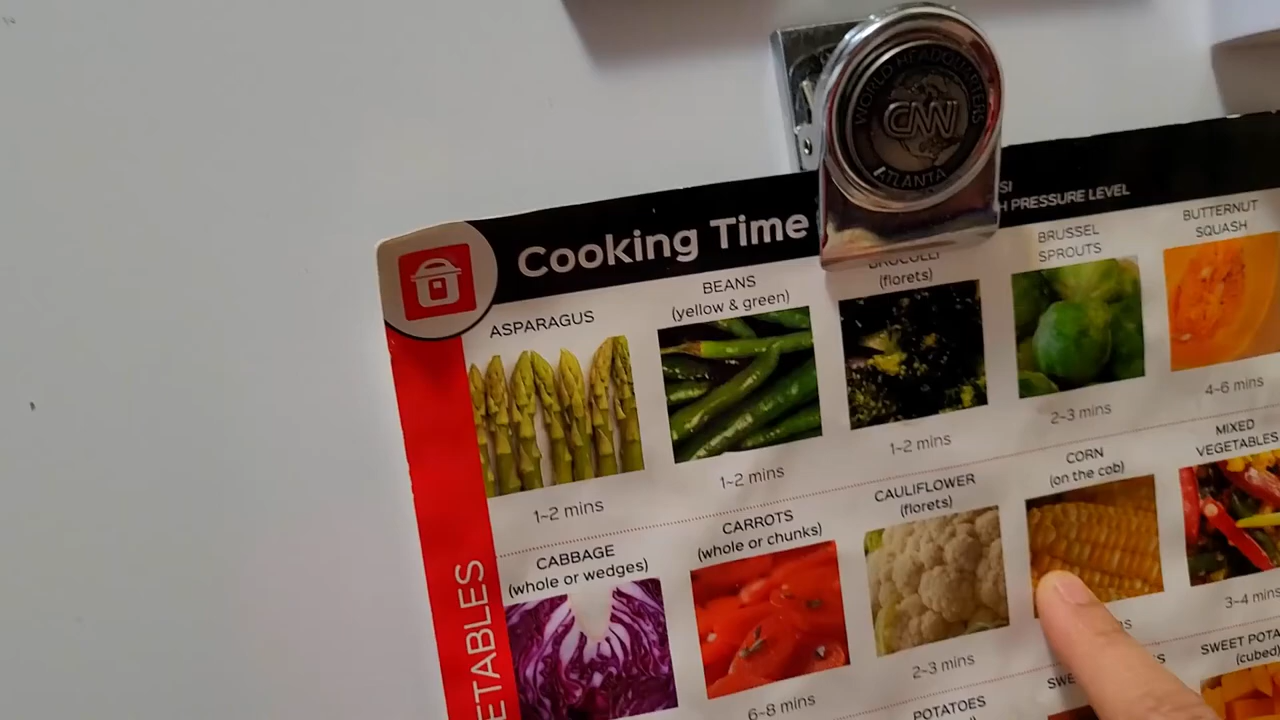 WORLD HEADQUARTERS
CNN
ATLANTA
Cooking Time
SI
H PRESSURE LEVEL
ASPARAGUS
1~2 mins
BEANS
(yellow & green)
1~2 mins
BROCOLLI
(florets)
1~2 mins
BRUSSEL
SPROUTS
2~3 mins
BUTTERNUT
SQUASH
4~6 mins
CABBAGE
(whole or wedges)
CARROTS
(whole or chunks)
6~8 mins
CAULIFLOWER
(florets)
2~3 mins
CORN
(on the cob)
MIXED
VEGETABLES
3~4 mins
POTATOES
SWE
SWEET POTA
(cubed)
ETABLES